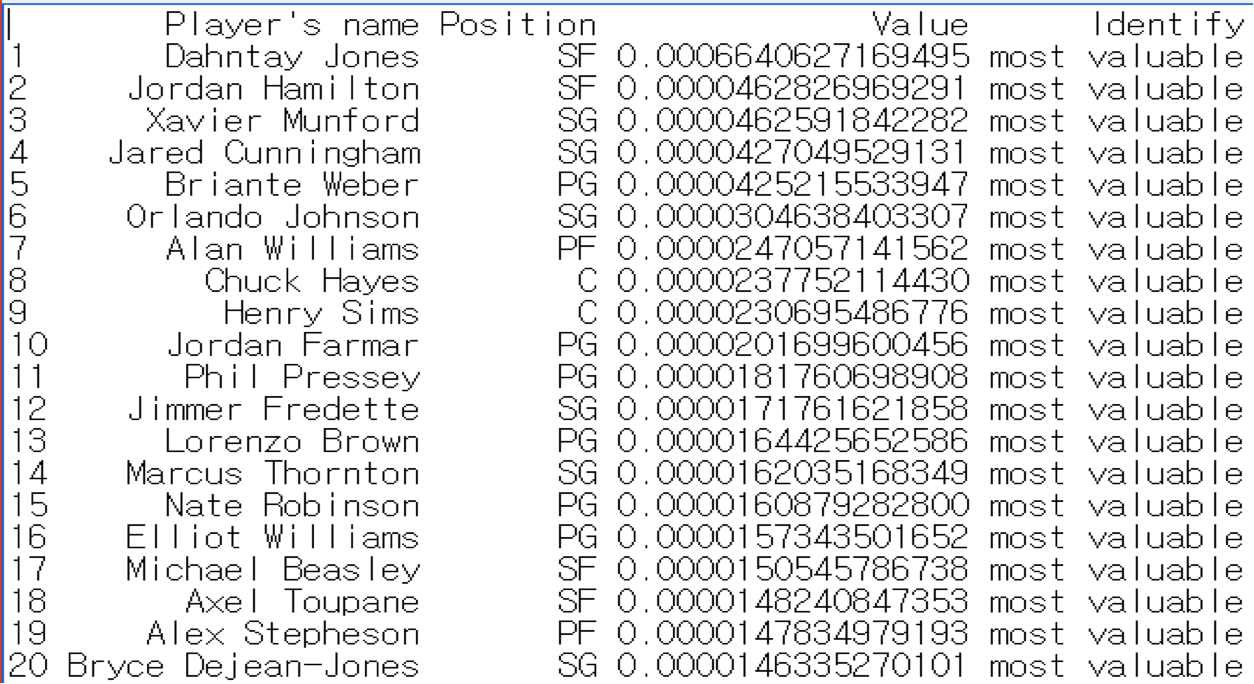 Player's name Position Value Identify
1 Dahntay Jones SF 0.0006640627169495 most valuable
2 Jordan Hamilton SF 0.0000462826969291 most valuable
3 Xavier Munford SG 0.0000462591842282 most valuable
4 Jared Cunningham SG 0.00004270495291 31 most valuable
5 Briante Weber PG 0.0000425215533947 most valuable
6 Orlando Johnson SG 0.0000304638403307 most valuable
7 Alan Williams PF 0.0000247057141562 most valuable
8 Chuck Hayes C 0.0000237752114430 most valuable
9 Henry Sims C 0.0000230695486776 most valuable
10 Jordan Farmar PG 0.0000201699600456 most valuable
11 Phil Pressey PG 0.0000181760698908 most valuable
12 Jimmer Fredette SG 0.0000171761621858 most valuable
13 Lorenzo Brown PG 0.0000164425652586 most valuable
14 Marcus Thornton SG 0.0000162035168349 most valuable
15 Nate Robinson PG 0.0000160879282800 most valuable
16 Elliot Williams PG 0.0000157343501652 most valuable
17 Michael Beasley SF 0.0000150545786738 most valuable
18 Axel Toupane SF 0.0000148240847353 most valuable
19 Alex Stepheson PF 0.0000147834979193 most valuable
20 Bryce Dejean-Jones SG 0.00001463352701 01 most valuable